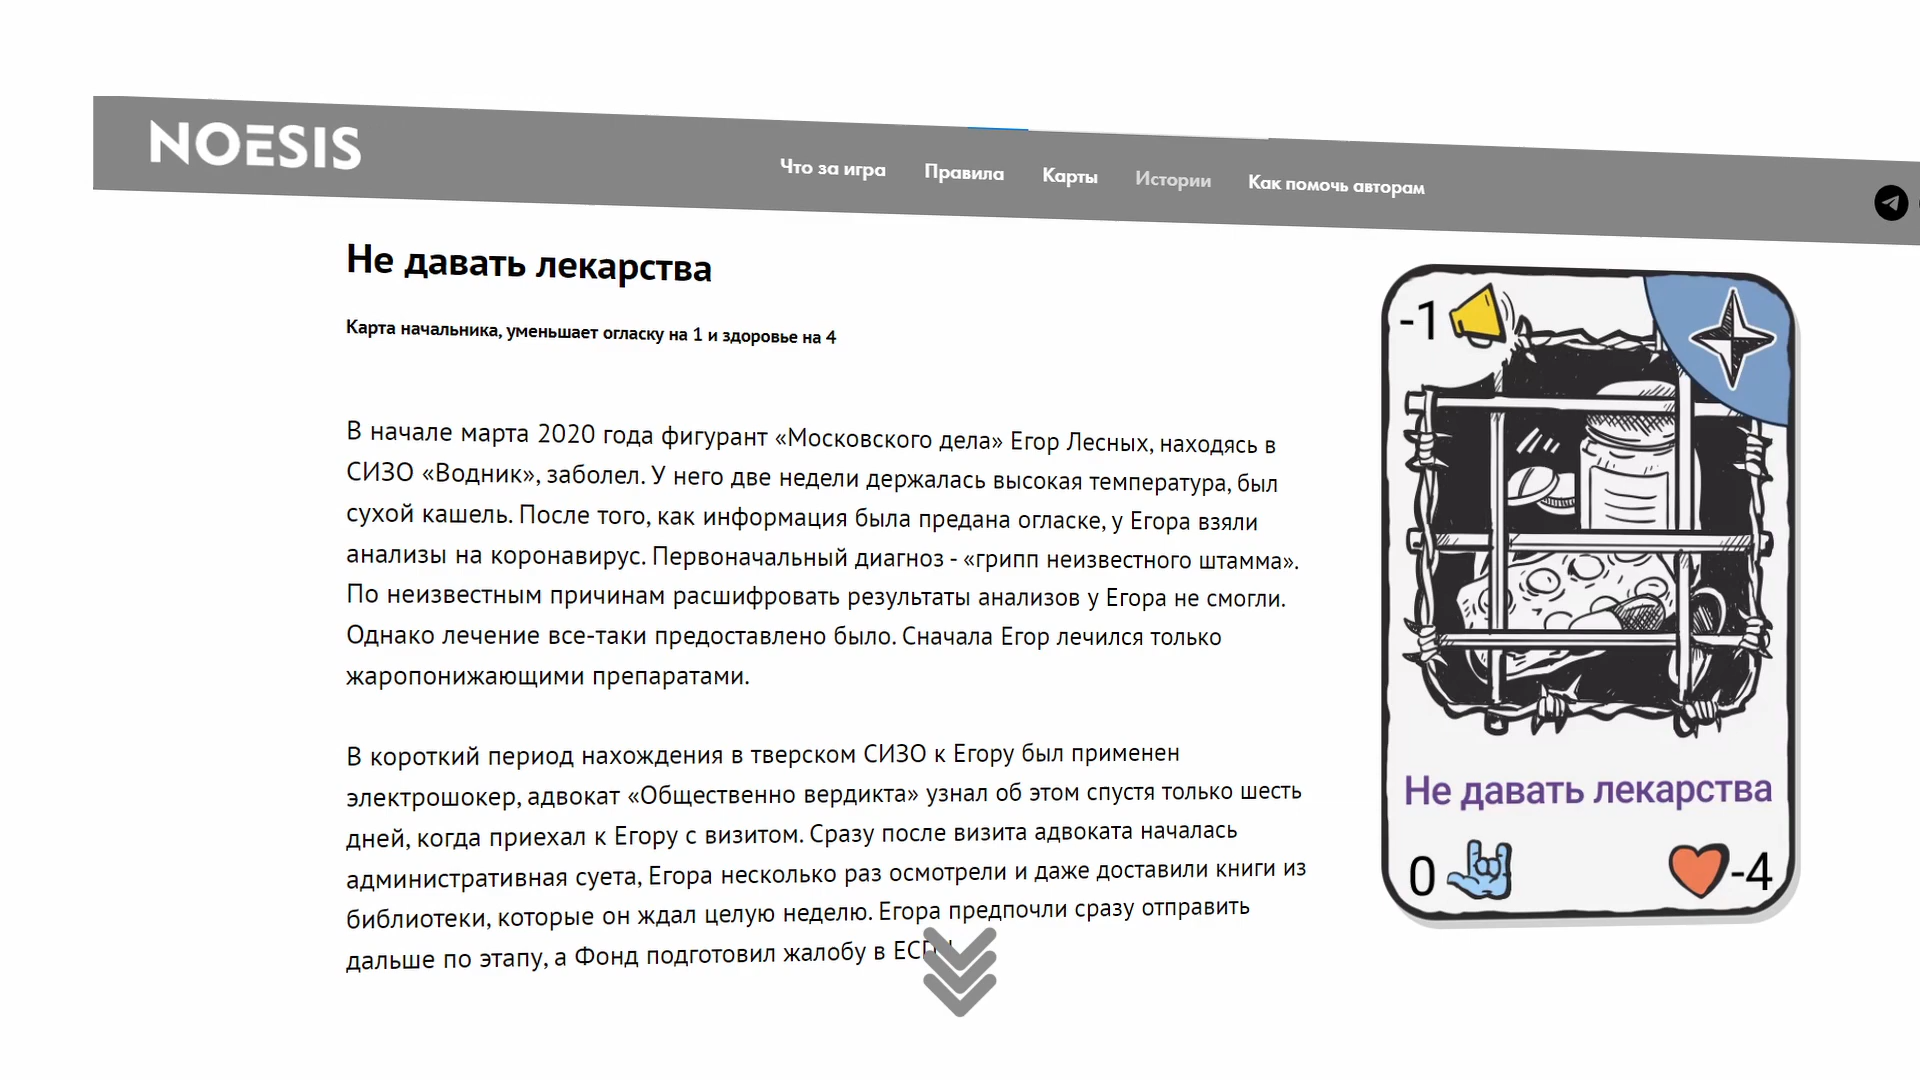 NOESIS
Что за игра
Правила
Карты
Истории
Как помочь авторам
Не давать лекарства
Карта начальника, уменьшает огласку на 1 и здоровье на 4
В начале марта 2020 года фигурант «Московского дела» Егор Лесных, находясь в
СИЗО «Водник», заболел. У него две недели держалась высокая температура, был
сухой кашель. После того, как информация была предана огласке, у Егора взяли
анализы на коронавирус. Первоначальный диагноз - «грипп неизвестного штамма».
По неизвестным причинам расшифровать результаты анализов у Егора не смогли.
Однако лечение все-таки предоставлено было. Сначала Егор лечился только
жаропонижающими препаратами.
В короткий период нахождения в тверском СИЗО к Егору был применен
электрошокер, адвокат «Общественно вердикта» узнал об этом спустя только шесть
дней, когда приехал к Егору с визитом. Сразу после визита адвоката началась
административная суета, Егора несколько раз осмотрели и даже доставили книги из
библиотеки, которые он ждал целую неделю. Егора предпочли сразу отправить
дальше по этапу, а Фонд подготовил жалобу в
-1
Не давать лекарства
0
-4